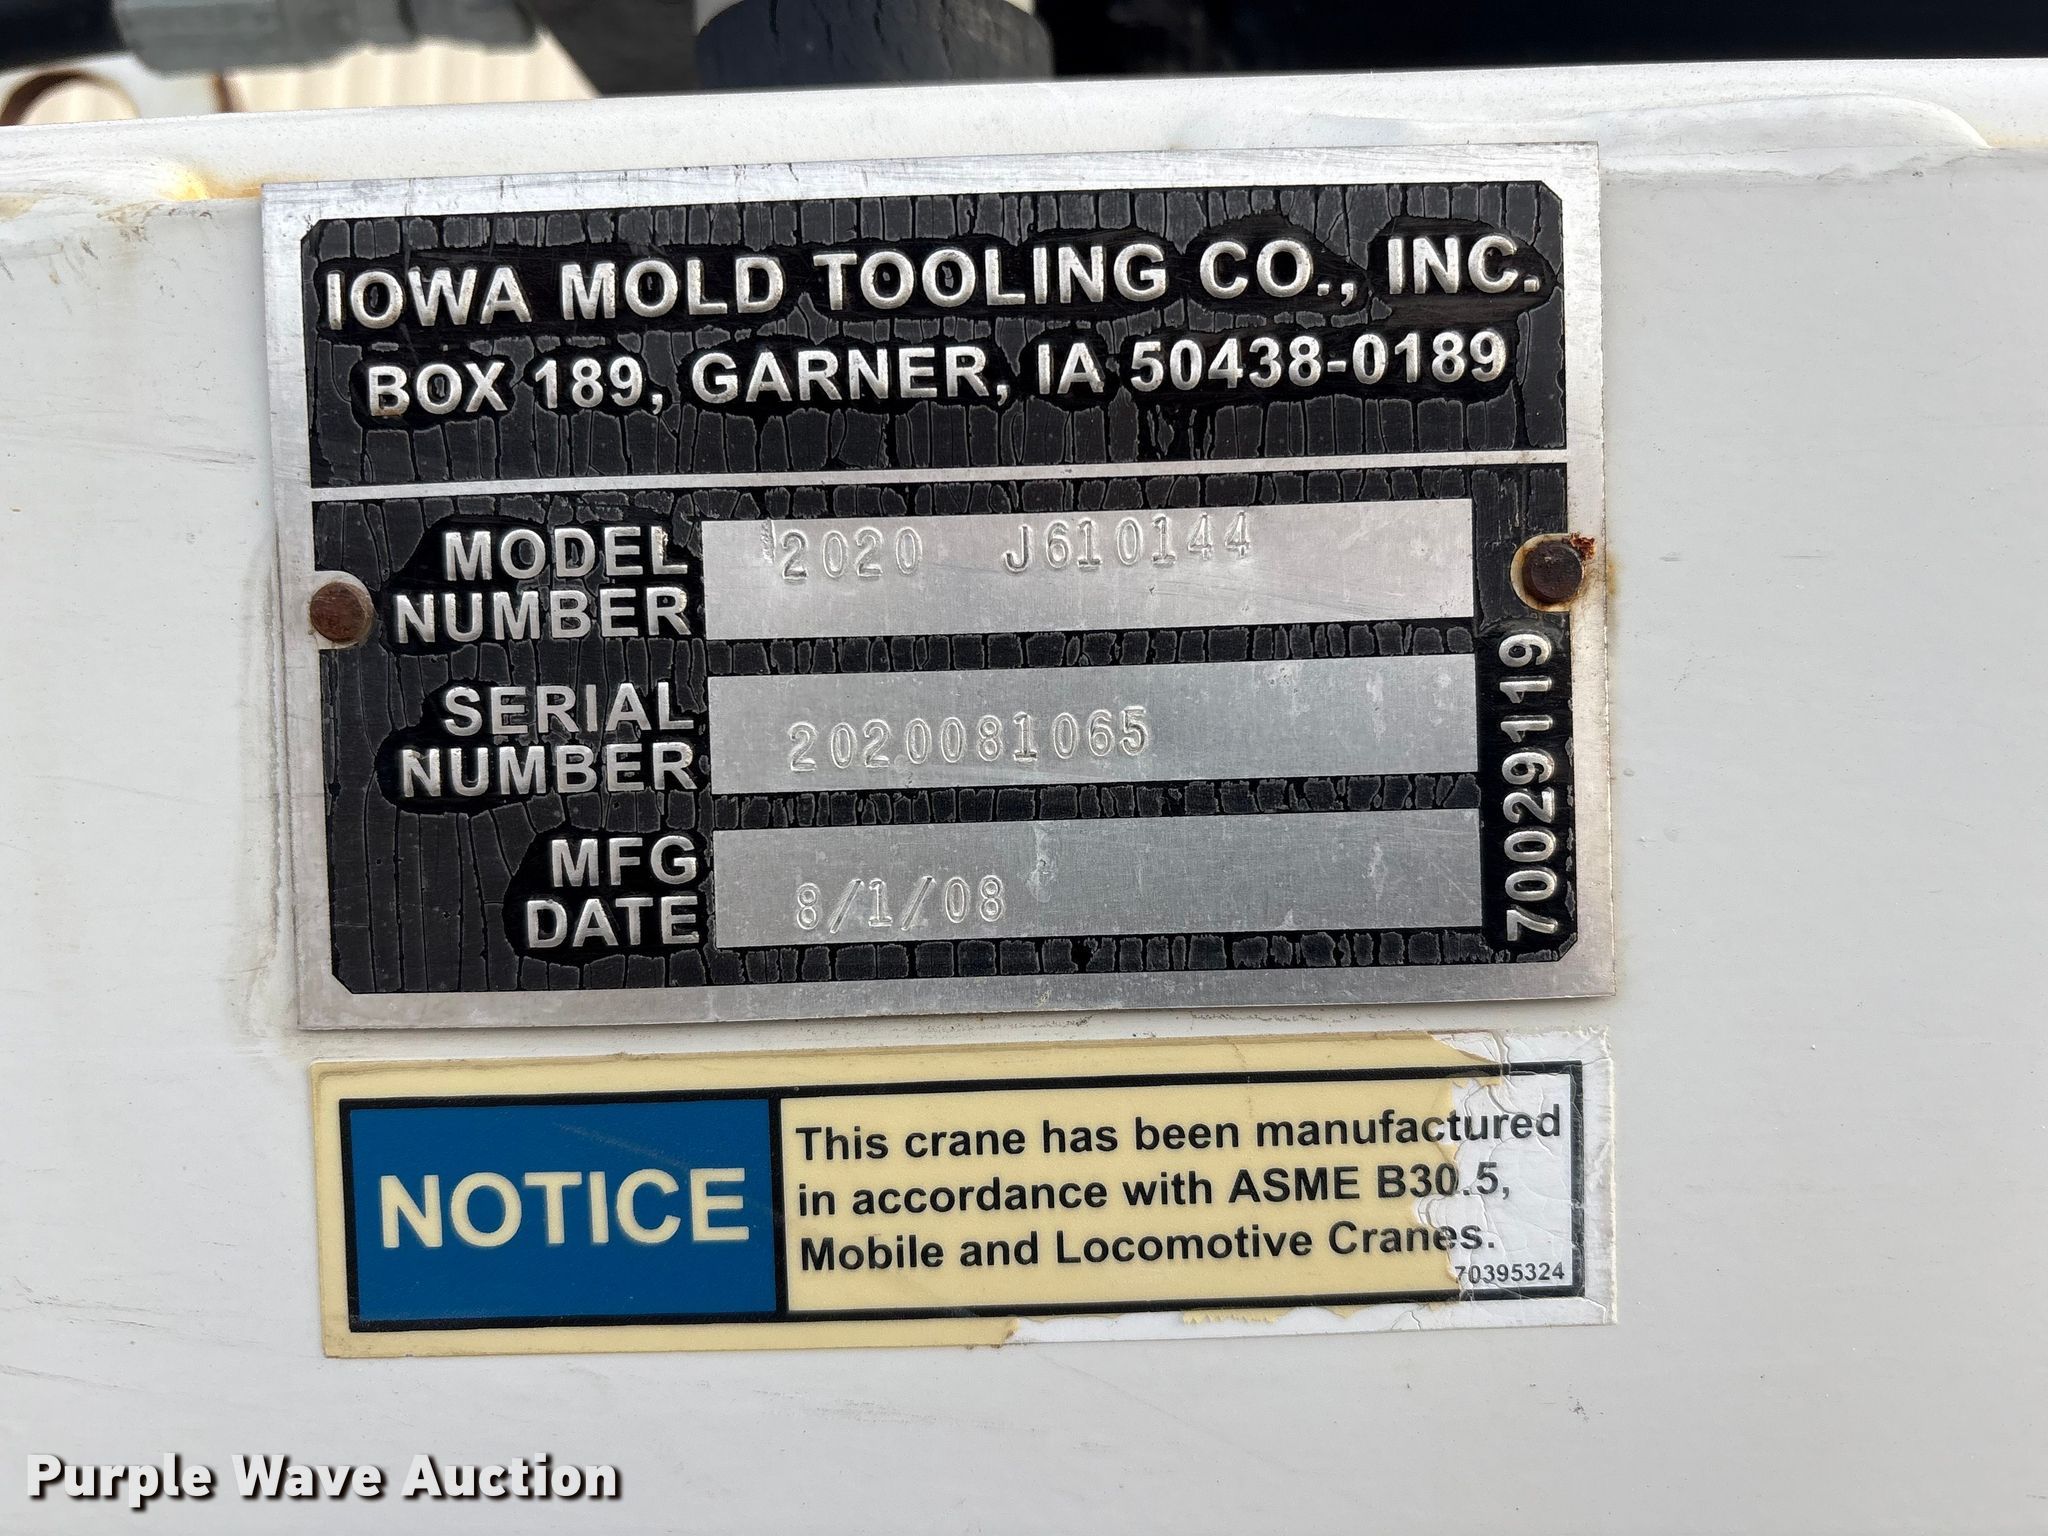 IOWA MOLD TOOLING CO., INC.
BOX 189, GARNER, IA 50438-0189
MODEL NUMBER 2020 J610144
SERIAL NUMBER 2020081065
MFG DATE 8/1/08
70029119
NOTICE
This crane has been manufactured
in accordance with ASME B30.5,
Mobile and Locomotive Cranes.
70395324
Purple Wave Auction